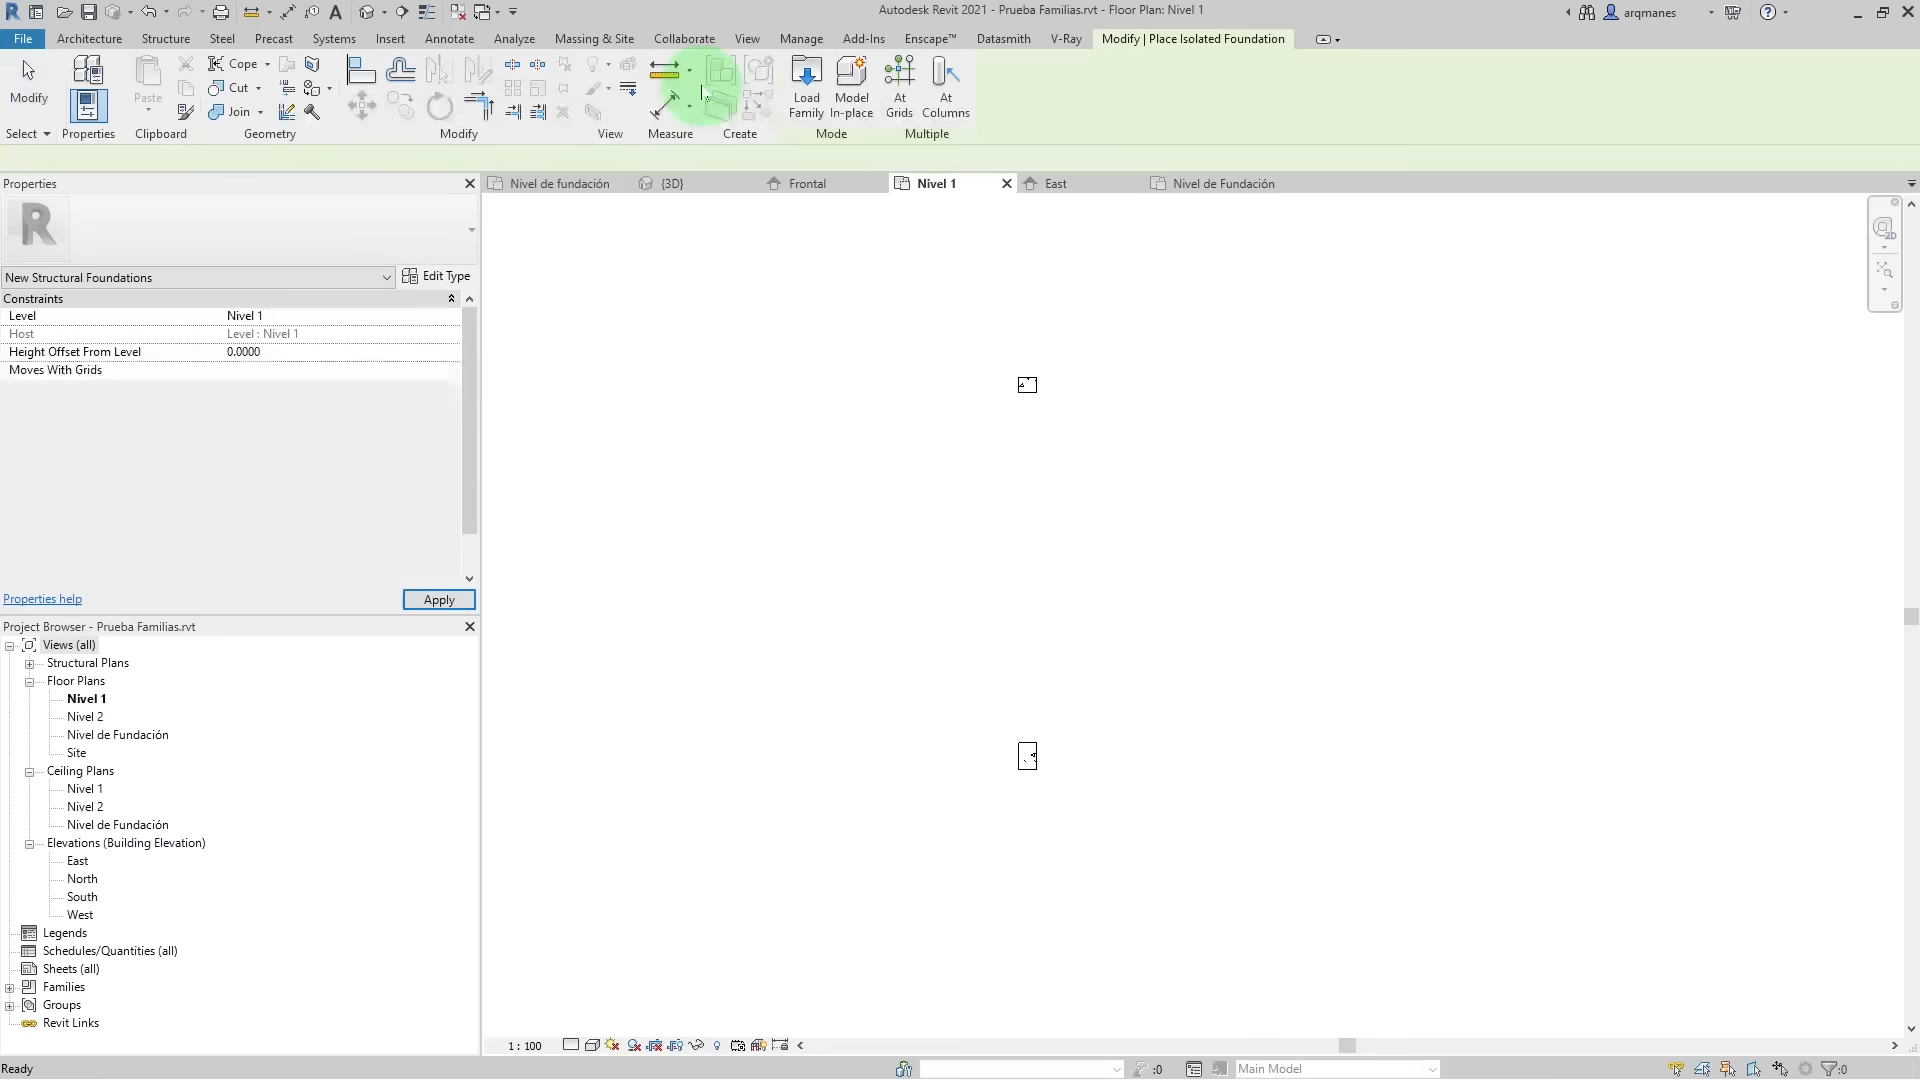 Autodesk Revit 2021 - Prueba Familias.rvt - Floor Plan: Nivel 1
arqmanes
File Architecture Structure Steel Precast Systems Insert Annotate Analyze Massing & Site Collaborate View Manage Add-Ins Enscape™ Datasmith V-Ray Modify | Place Isolated Foundation
Modify
Paste
Cope
Cut
Join
Load Family
Model In-place
At Grids
At Columns
Select Properties Clipboard Geometry Modify View Measure Create Mode Multiple
Properties
Nivel de fundación {3D} Frontal Nivel 1 East Nivel de Fundación
R
2D
New Structural Foundations Edit Type
Constraints
Level Nivel 1
Host Level : Nivel 1
Height Offset From Level 0.0000
Moves With Grids
Properties help Apply
Project Browser - Prueba Familias.rvt
Views (all)
Structural Plans
Floor Plans
Nivel 1
Nivel 2
Nivel de Fundación
Site
Ceiling Plans
Nivel 1
Nivel 2
Nivel de Fundación
Elevations (Building Elevation)
East
North
South
West
Legends
Schedules/Quantities (all)
Sheets (all)
Families
Groups
Revit Links
1 : 100
Ready :0 Main Model :0